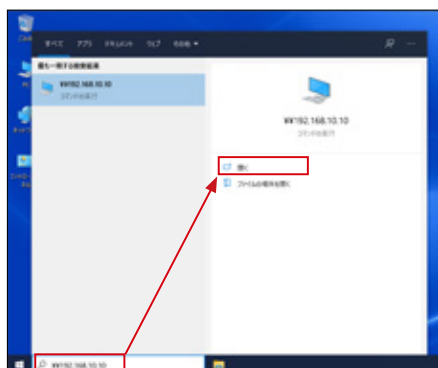 すべて アプリ ドキュメント ウェブ その他
最も一致する検索結果
¥¥192.168.10.10
コマンドの実行
¥¥192.168.10.10
コマンドの実行
開く
ファイルの場所を開く
¥¥192.168.10.10